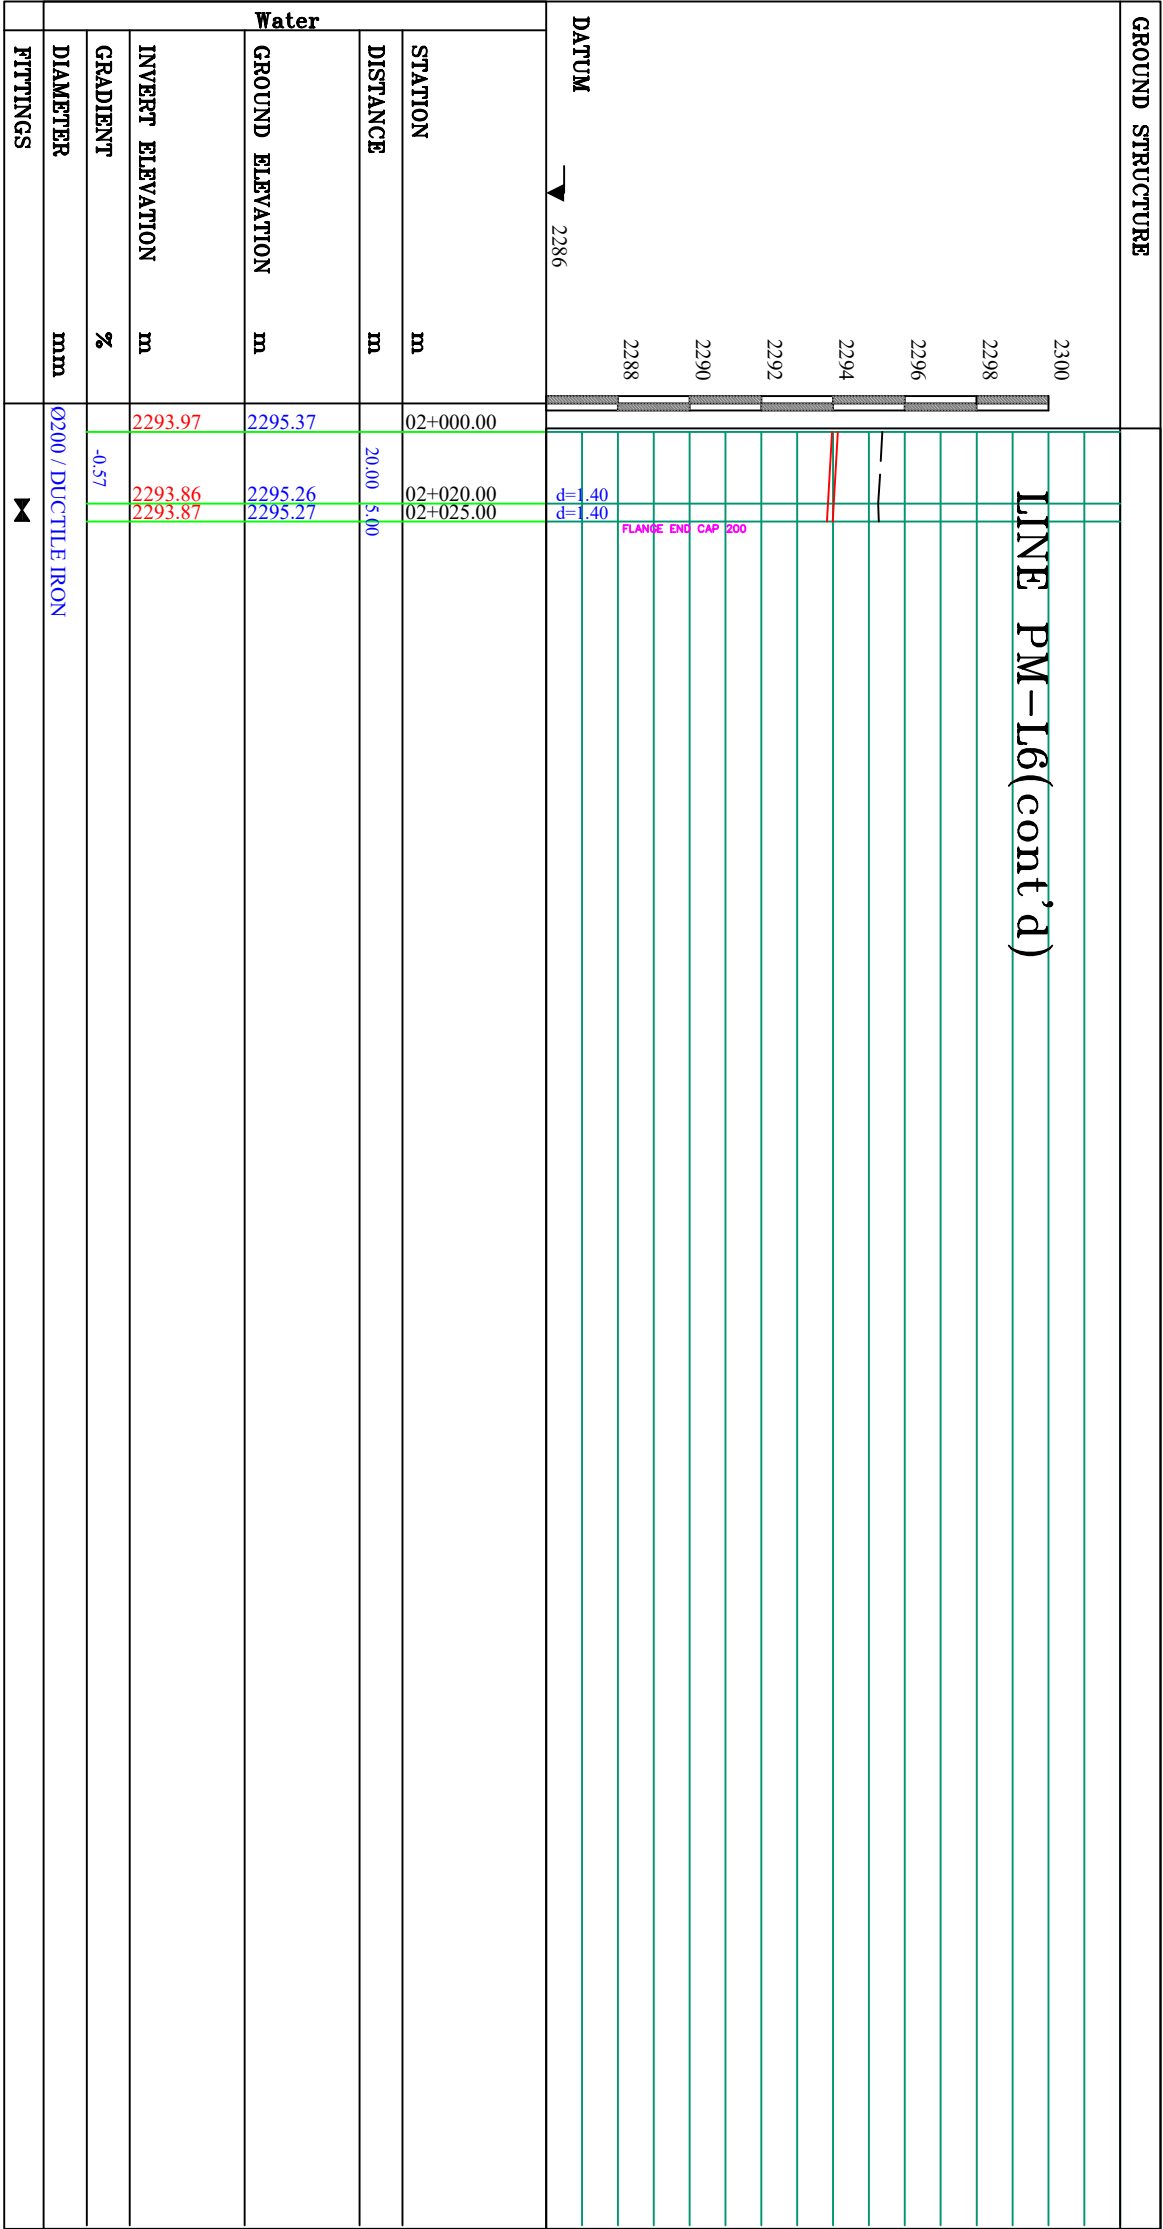 GROUND STRUCTURE
LINE PM-L6(cont'd)
2300
2298
2296
2294
2292
2290
2288
DATUM
2286
d=1.40
d=1.40
FLANGE END CAP 200
Water
STATION m 02+000.00 02+020.00 02+025.00
DISTANCE m 20.00 5.00
GROUND ELEVATION m 2295.37 2295.26 2295.27
INVERT ELEVATION m 2293.97 2293.86 2293.87
GRADIENT % -0.57
DIAMETER mm Ø200 / DUCTILE IRON
FITTINGS